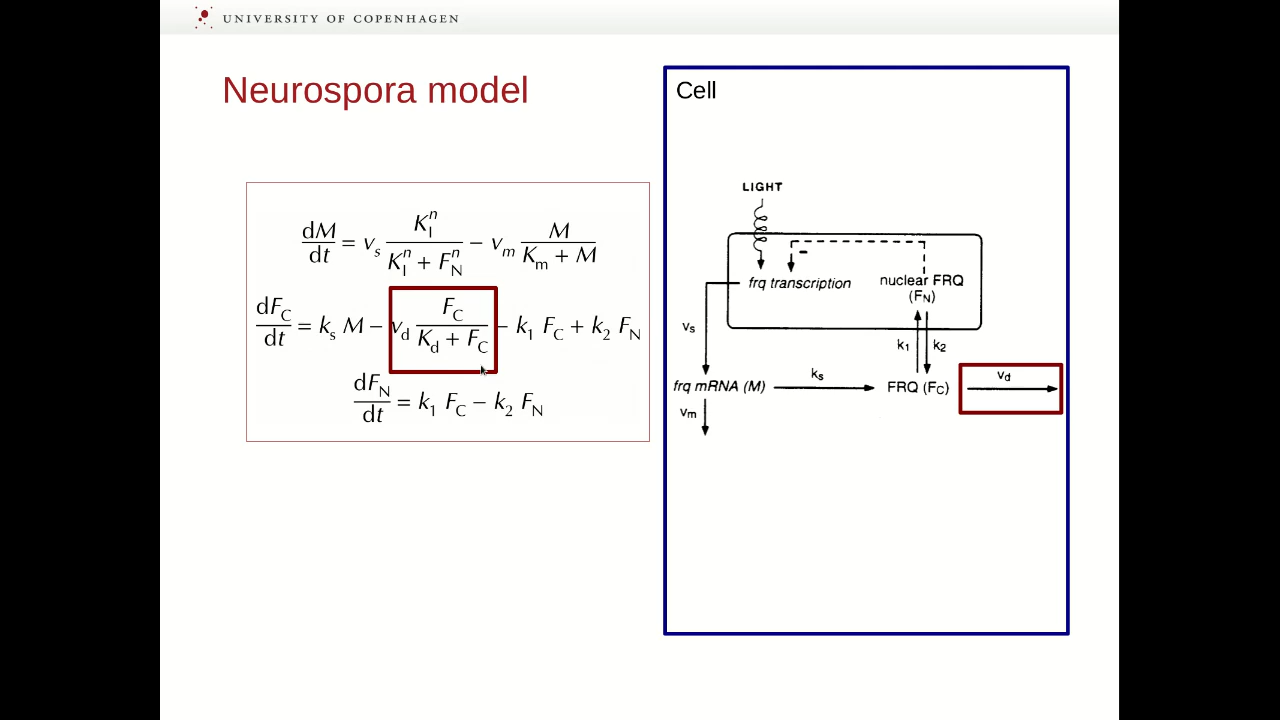 UNIVERSITY OF COPENHAGEN
Neurospora model
dM/dt = v_s K_I^n / (K_I^n + F_N^n) − v_m M / (K_m + M)
dF_C/dt = k_s M − v_d F_C / (K_d + F_C) − k_1 F_C + k_2 F_N
dF_N/dt = k_1 F_C − k_2 F_N
Cell
LIGHT
-
frq transcription
nuclear FRQ
(F_N)
v_s
k_1 k_2
frq mRNA (M)
k_s
FRQ (F_C)
v_d
v_m